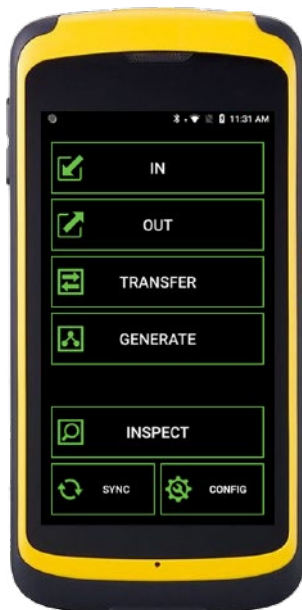 11:31 AM
IN
OUT
TRANSFER
GENERATE
INSPECT
SYNC CONFIG